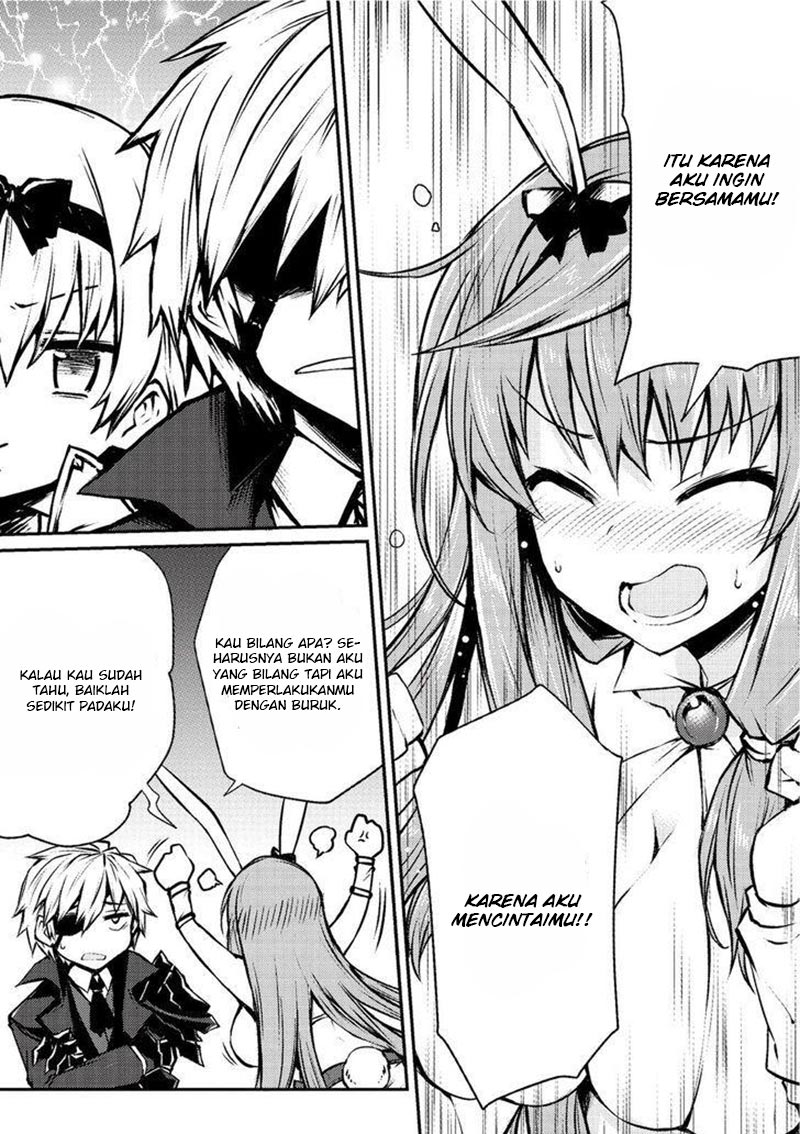 ITU KARENA
AKU INGIN
BERSAMAMU!
KARENA AKU
MENCINTAIMU!!
KAU BILANG APA? SE-
HARUSNYA BUKAN AKU
YANG BILANG TAPI AKU
MEMPERLAKUKANMU
DENGAN BURUK.
KALAU KAU SUDAH
TAHU, BAIKLAH
SEDIKIT PADAKU!